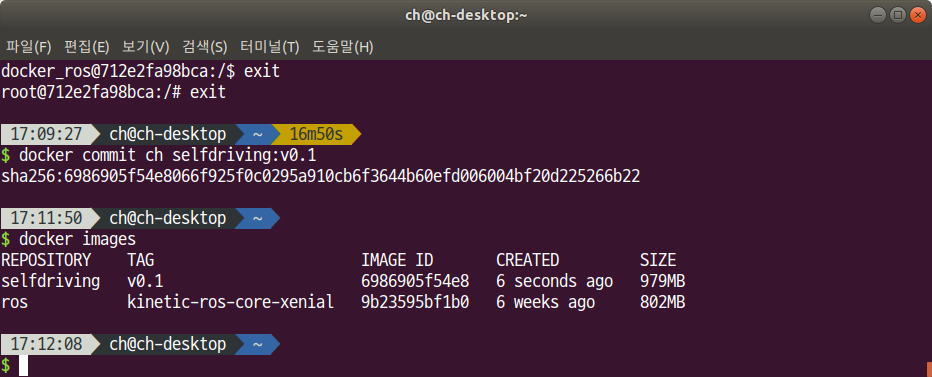 ch@ch-desktop:~
파일(F) 편집(E) 보기(V) 검색(S) 터미널(T) 도움말(H)
docker_ros@712e2fa98bca:/$ exit
root@712e2fa98bca:/# exit
17:09:27 ch@ch-desktop ~ 16m50s
$ docker commit ch selfdriving:v0.1
sha256:6986905f54e8066f925f0c0295a910cb6f3644b60efd006004bf20d225266b22
17:11:50 ch@ch-desktop ~
$ docker images
REPOSITORY TAG IMAGE ID CREATED SIZE
selfdriving v0.1 6986905f54e8 6 seconds ago 979MB
ros kinetic-ros-core-xenial 9b23595bf1b0 6 weeks ago 802MB
17:12:08 ch@ch-desktop ~
$